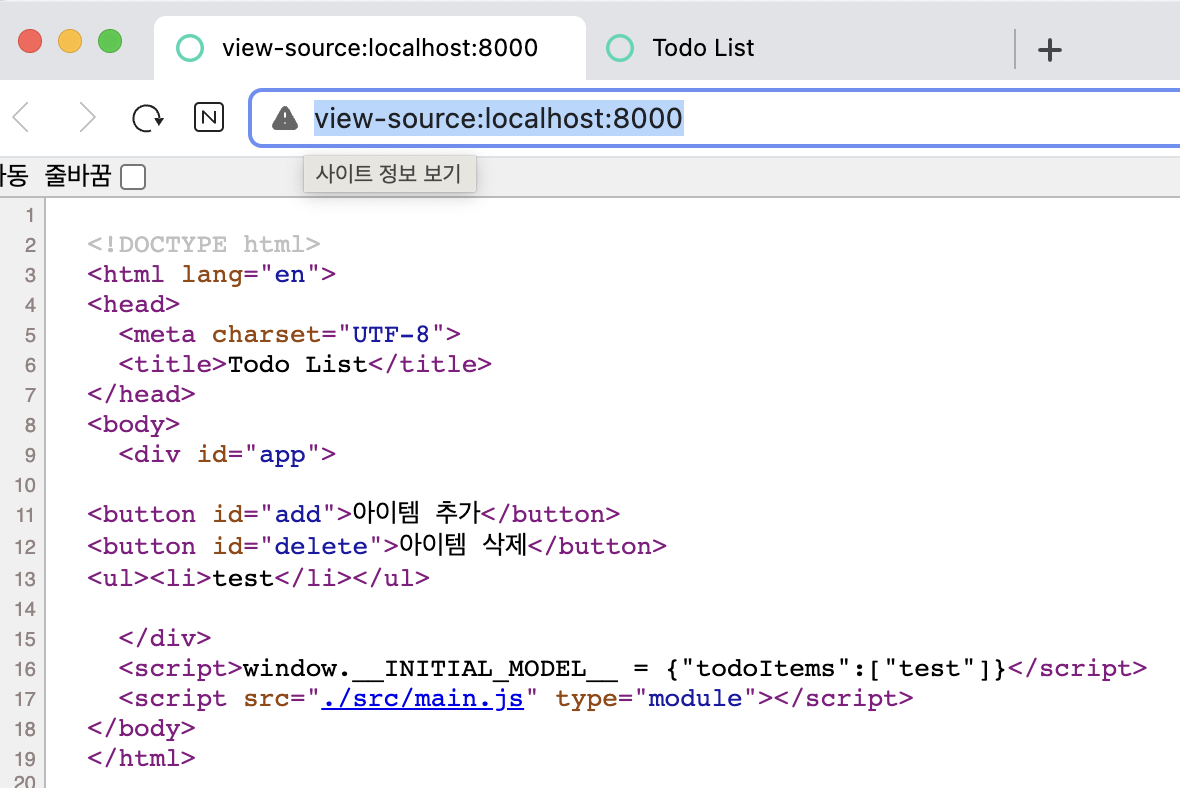 view-source:localhost:8000
Todo List
N
view-source:localhost:8000
사이트 정보 보기
동 줄바꿈
1
2 <!DOCTYPE html>
3 <html lang="en">
4 <head>
5 <meta charset="UTF-8">
6 <title>Todo List</title>
7 </head>
8 <body>
9 <div id="app">
10
11 <button id="add">아이템 추가</button>
12 <button id="delete">아이템 삭제</button>
13 <ul><li>test</li></ul>
14
15 </div>
16 <script>window.__INITIAL_MODEL__ = {"todoItems":["test"]}</script>
17 <script src="./src/main.js" type="module"></script>
18 </body>
19 </html>
20